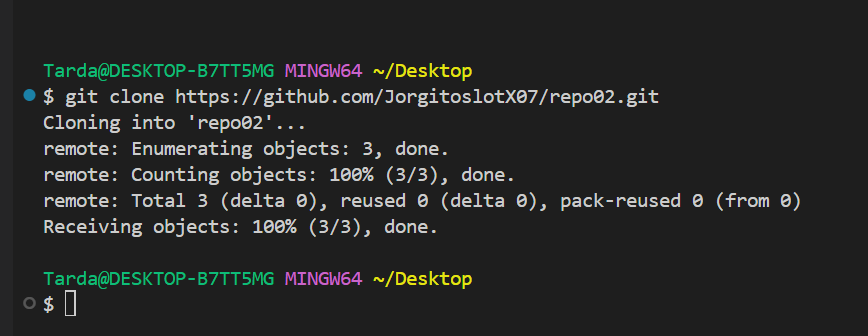 Tarda@DESKTOP-B7TT5MG MINGW64 ~/Desktop
$ git clone https://github.com/JorgitoslotX07/repo02.git
Cloning into 'repo02'...
remote: Enumerating objects: 3, done.
remote: Counting objects: 100% (3/3), done.
remote: Total 3 (delta 0), reused 0 (delta 0), pack-reused 0 (from 0)
Receiving objects: 100% (3/3), done.
Tarda@DESKTOP-B7TT5MG MINGW64 ~/Desktop
$